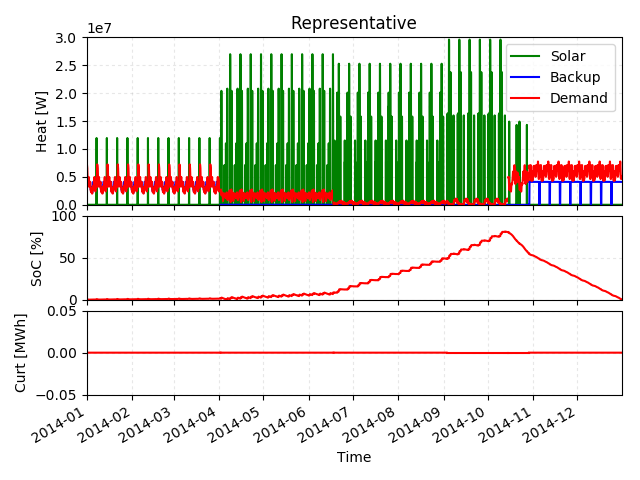 Representative
1e7
3.0
2.5
2.0
1.5
1.0
0.5
0.0
Heat [W]
Solar
Backup
Demand
100
50
0
SoC [%]
0.05
0.00
−0.05
Curt [MWh]
2014-01
2014-02
2014-03
2014-04
2014-05
2014-06
2014-07
2014-08
2014-09
2014-10
2014-11
2014-12
Time